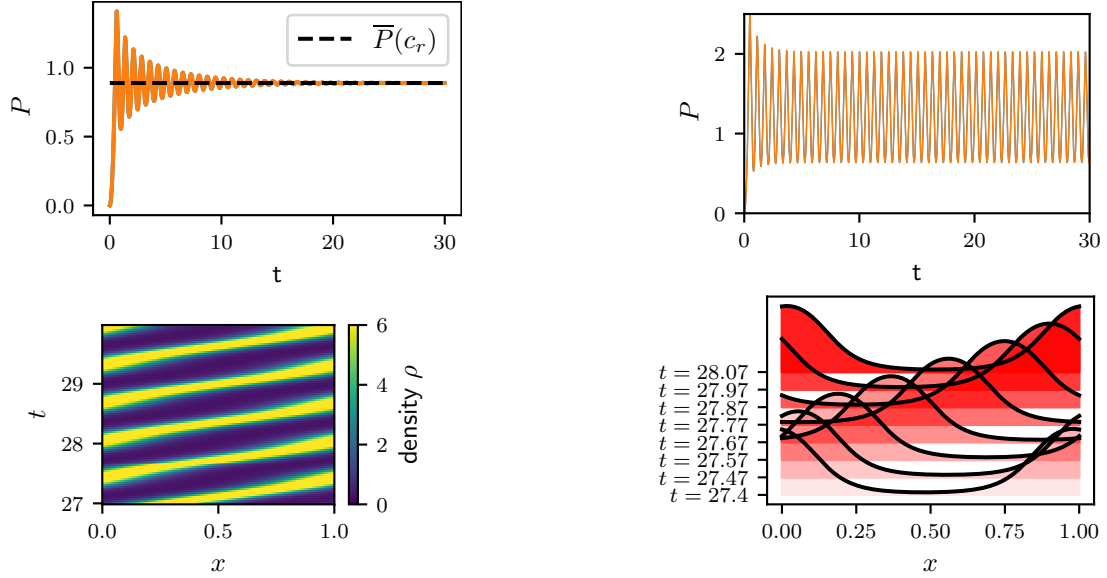 1.0
0.5
0.0
P
P̅(c_r)
0
10
20
30
t
2
1
0
P
0
10
20
30
t
29
28
27
t
0.0
0.5
1.0
x
6
4
2
0
density ρ
t = 28.07
t = 27.97
t = 27.87
t = 27.77
t = 27.67
t = 27.57
t = 27.47
t = 27.4
0.00
0.25
0.50
0.75
1.00
x